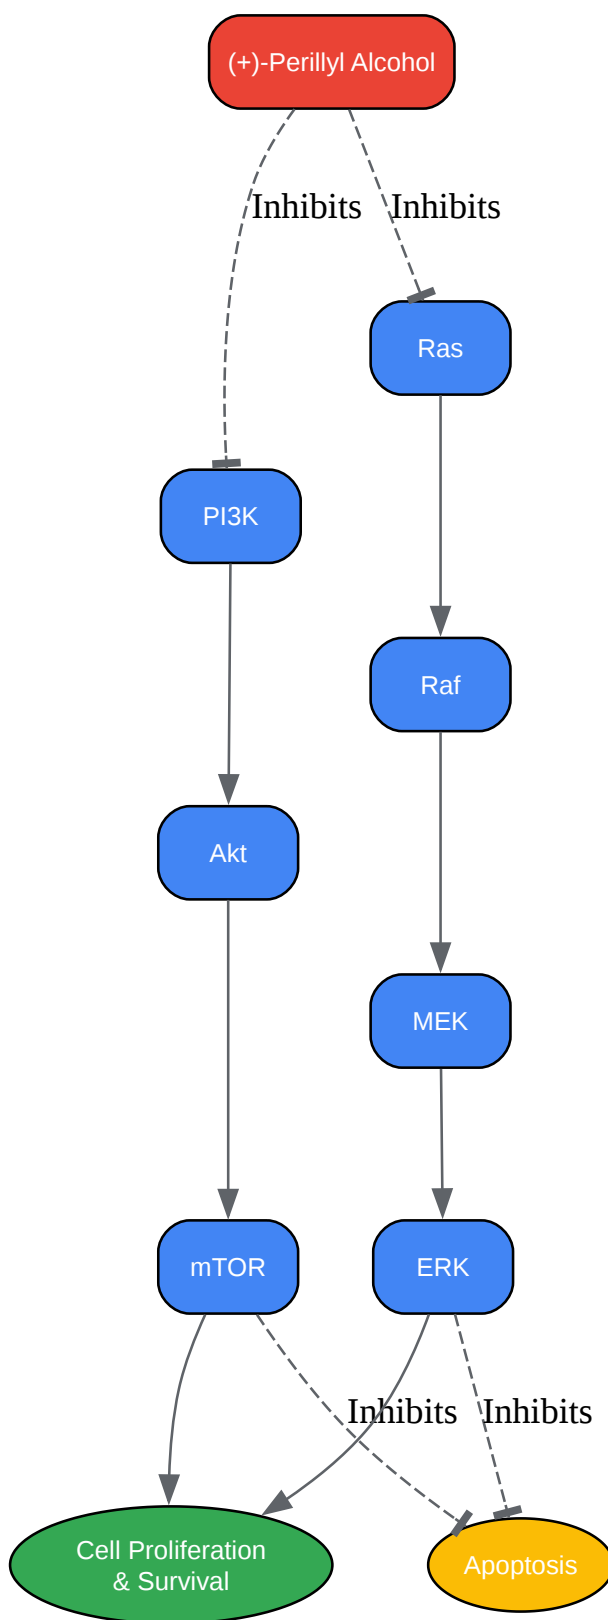 (+)-Perillyl Alcohol
Inhibits
Inhibits
Ras
PI3K
Raf
Akt
MEK
mTOR
ERK
Inhibits
Inhibits
Cell Proliferation
& Survival
Apoptosis